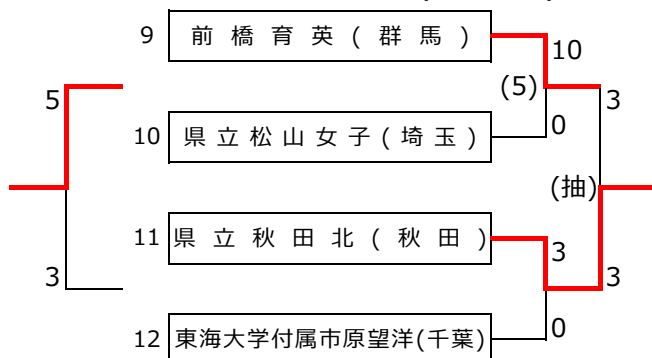 9 前橋育英(群馬) 10
(5)
5 3
10 県立松山女子(埼玉) 0
(抽)
11 県立秋田北(秋田) 3
3 3
12 東海大学付属市原望洋(千葉) 0